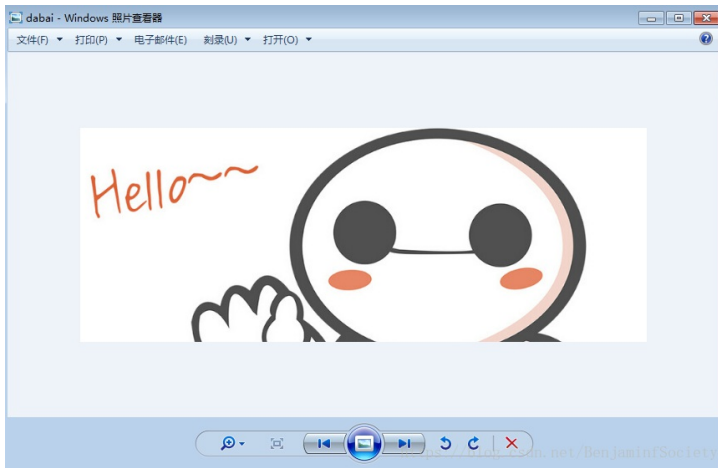 dabai - Windows 照片查看器
文件(F) 打印(P) 电子邮件(E) 刻录(U) 打开(O)
Hello~~
https://blog.csdn.net/BenjamintSociety